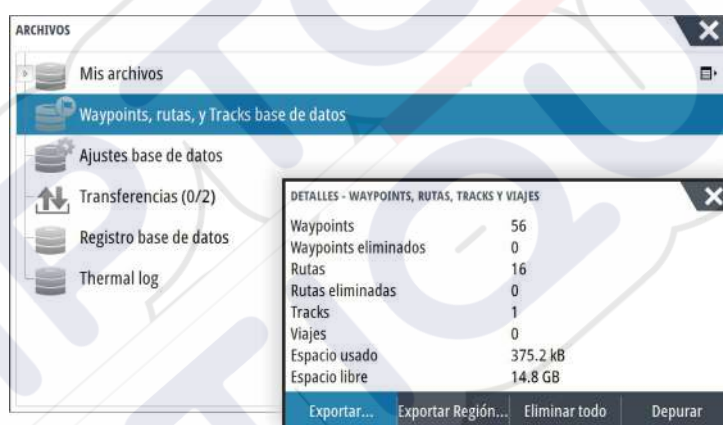 ARCHIVOS
Mis archivos
Waypoints, rutas, y Tracks base de datos
Ajustes base de datos
Transferencias (0/2)
Registro base de datos
Thermal log
DETALLES - WAYPOINTS, RUTAS, TRACKS Y VIAJES
Waypoints 56
Waypoints eliminados 0
Rutas 16
Rutas eliminadas 0
Tracks 1
Viajes 0
Espacio usado 375.2 kB
Espacio libre 14.8 GB
Exportar... Exportar Región... Eliminar todo Depurar